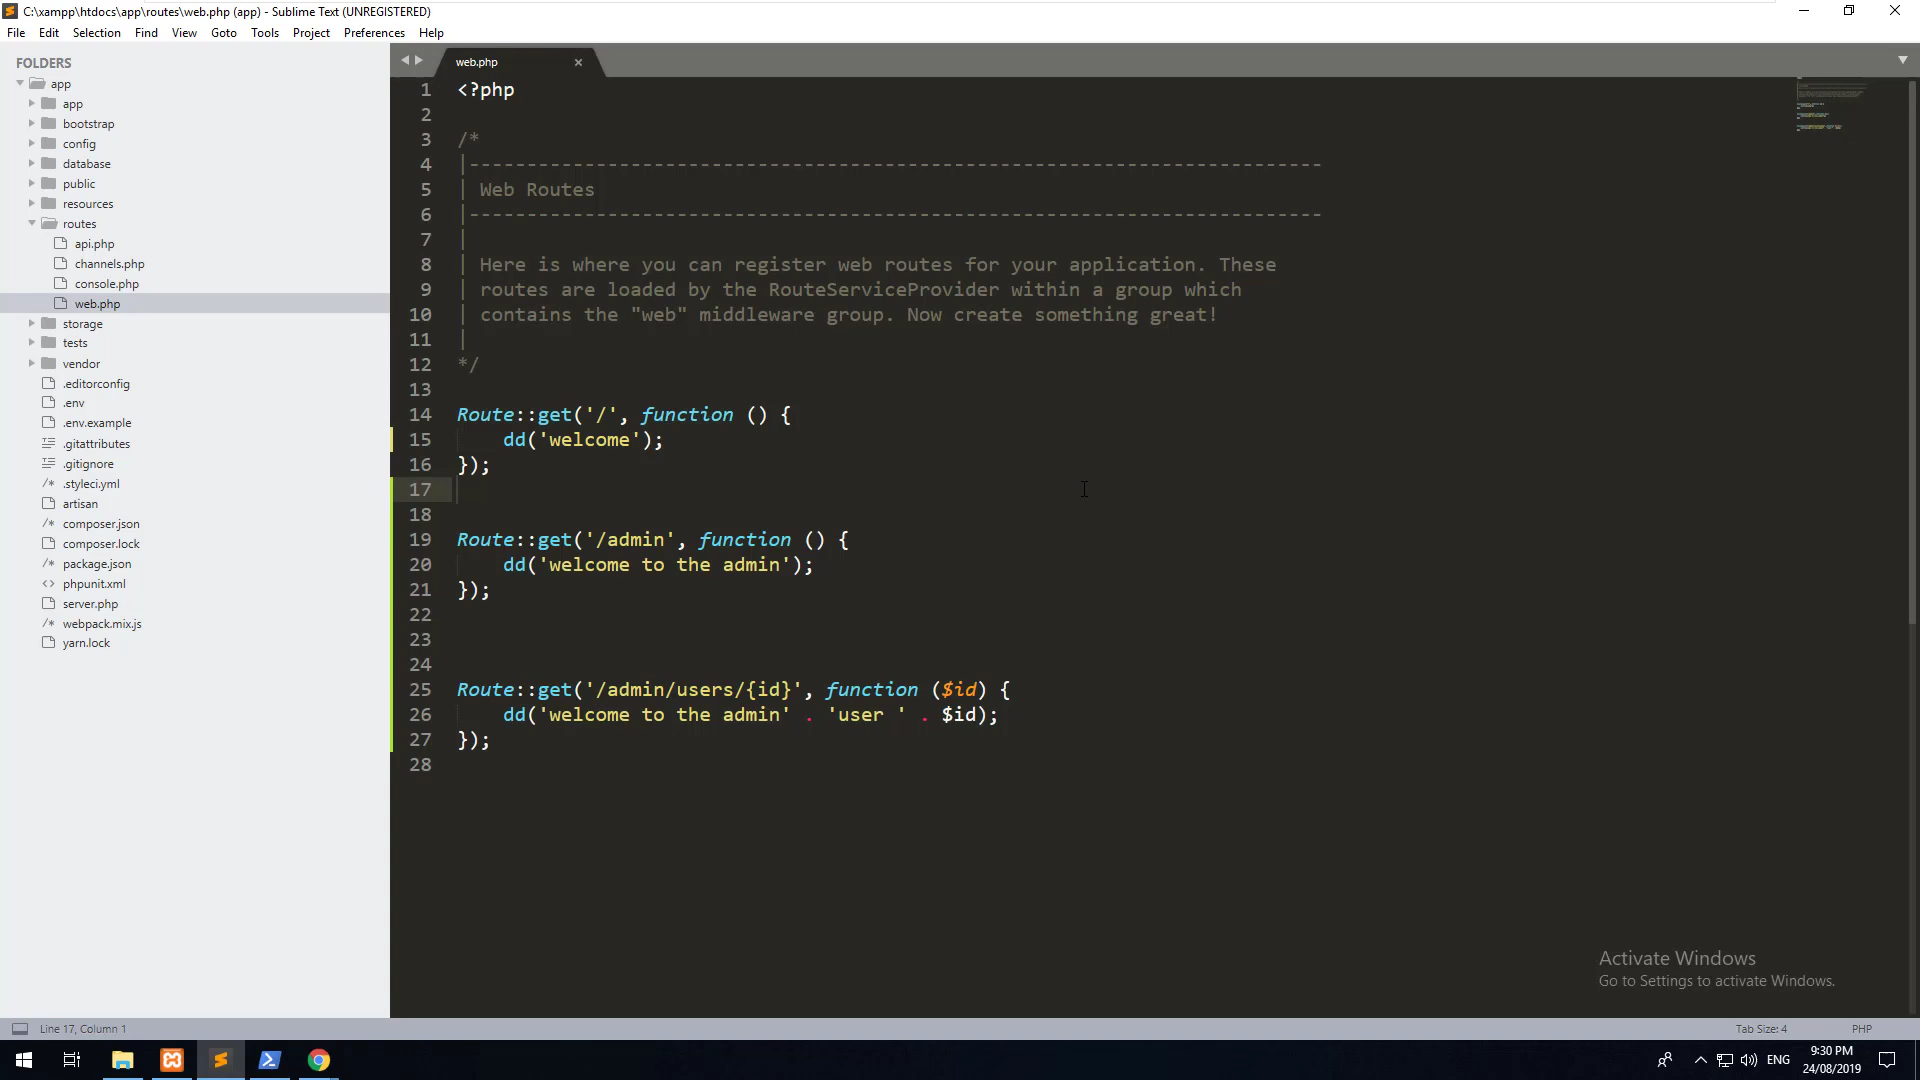 C:\xampp\htdocs\app\routes\web.php (app) - Sublime Text (UNREGISTERED)
File Edit Selection Find View Goto Tools Project Preferences Help
FOLDERS
app
app
bootstrap
config
database
public
resources
routes
api.php
channels.php
console.php
web.php
storage
tests
vendor
.editorconfig
.env
.env.example
.gitattributes
.gitignore
/* .styleci.yml
artisan
/* composer.json
composer.lock
/* package.json
<> phpunit.xml
server.php
/* webpack.mix.js
yarn.lock
web.php ×
1 <?php
2
3 /*
4 |--------------------------------------------------------------------------
5 | Web Routes
6 |--------------------------------------------------------------------------
7 |
8 | Here is where you can register web routes for your application. These
9 | routes are loaded by the RouteServiceProvider within a group which
10 | contains the "web" middleware group. Now create something great!
11 |
12 */
13
14 Route::get('/', function () {
15     dd('welcome');
16 });
17
18
19 Route::get('/admin', function () {
20     dd('welcome to the admin');
21 });
22
23
24
25 Route::get('/admin/users/{id}', function ($id) {
26     dd('welcome to the admin' . 'user ' . $id);
27 });
28
Activate Windows
Go to Settings to activate Windows.
Line 17, Column 1 Tab Size: 4 PHP
ENG 9:30 PM
24/08/2019